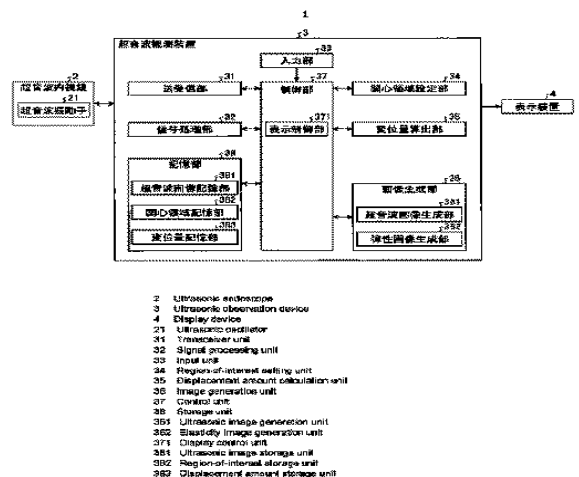 1
3
超音波観測装置
33
入力部
2
超音波内視鏡
21
超音波振動子
31
送受信部
37
制御部
34
関心領域設定部
4
表示装置
32
信号処理部
371
表示制御部
35
変位量算出部
38
記憶部
381
超音波画像記憶部
382
関心領域記憶部
383
変位量記憶部
36
画像生成部
361
超音波画像生成部
362
弾性画像生成部
2 Ultrasonic endoscope
3 Ultrasonic observation device
4 Display device
21 Ultrasonic oscillator
31 Transceiver unit
32 Signal processing unit
33 Input unit
34 Region-of-interest setting unit
35 Displacement amount calculation unit
36 Image generation unit
37 Control unit
38 Storage unit
361 Ultrasonic image generation unit
362 Elasticity image generation unit
371 Display control unit
381 Ultrasonic image storage unit
382 Region-of-interest storage unit
383 Displacement amount storage unit